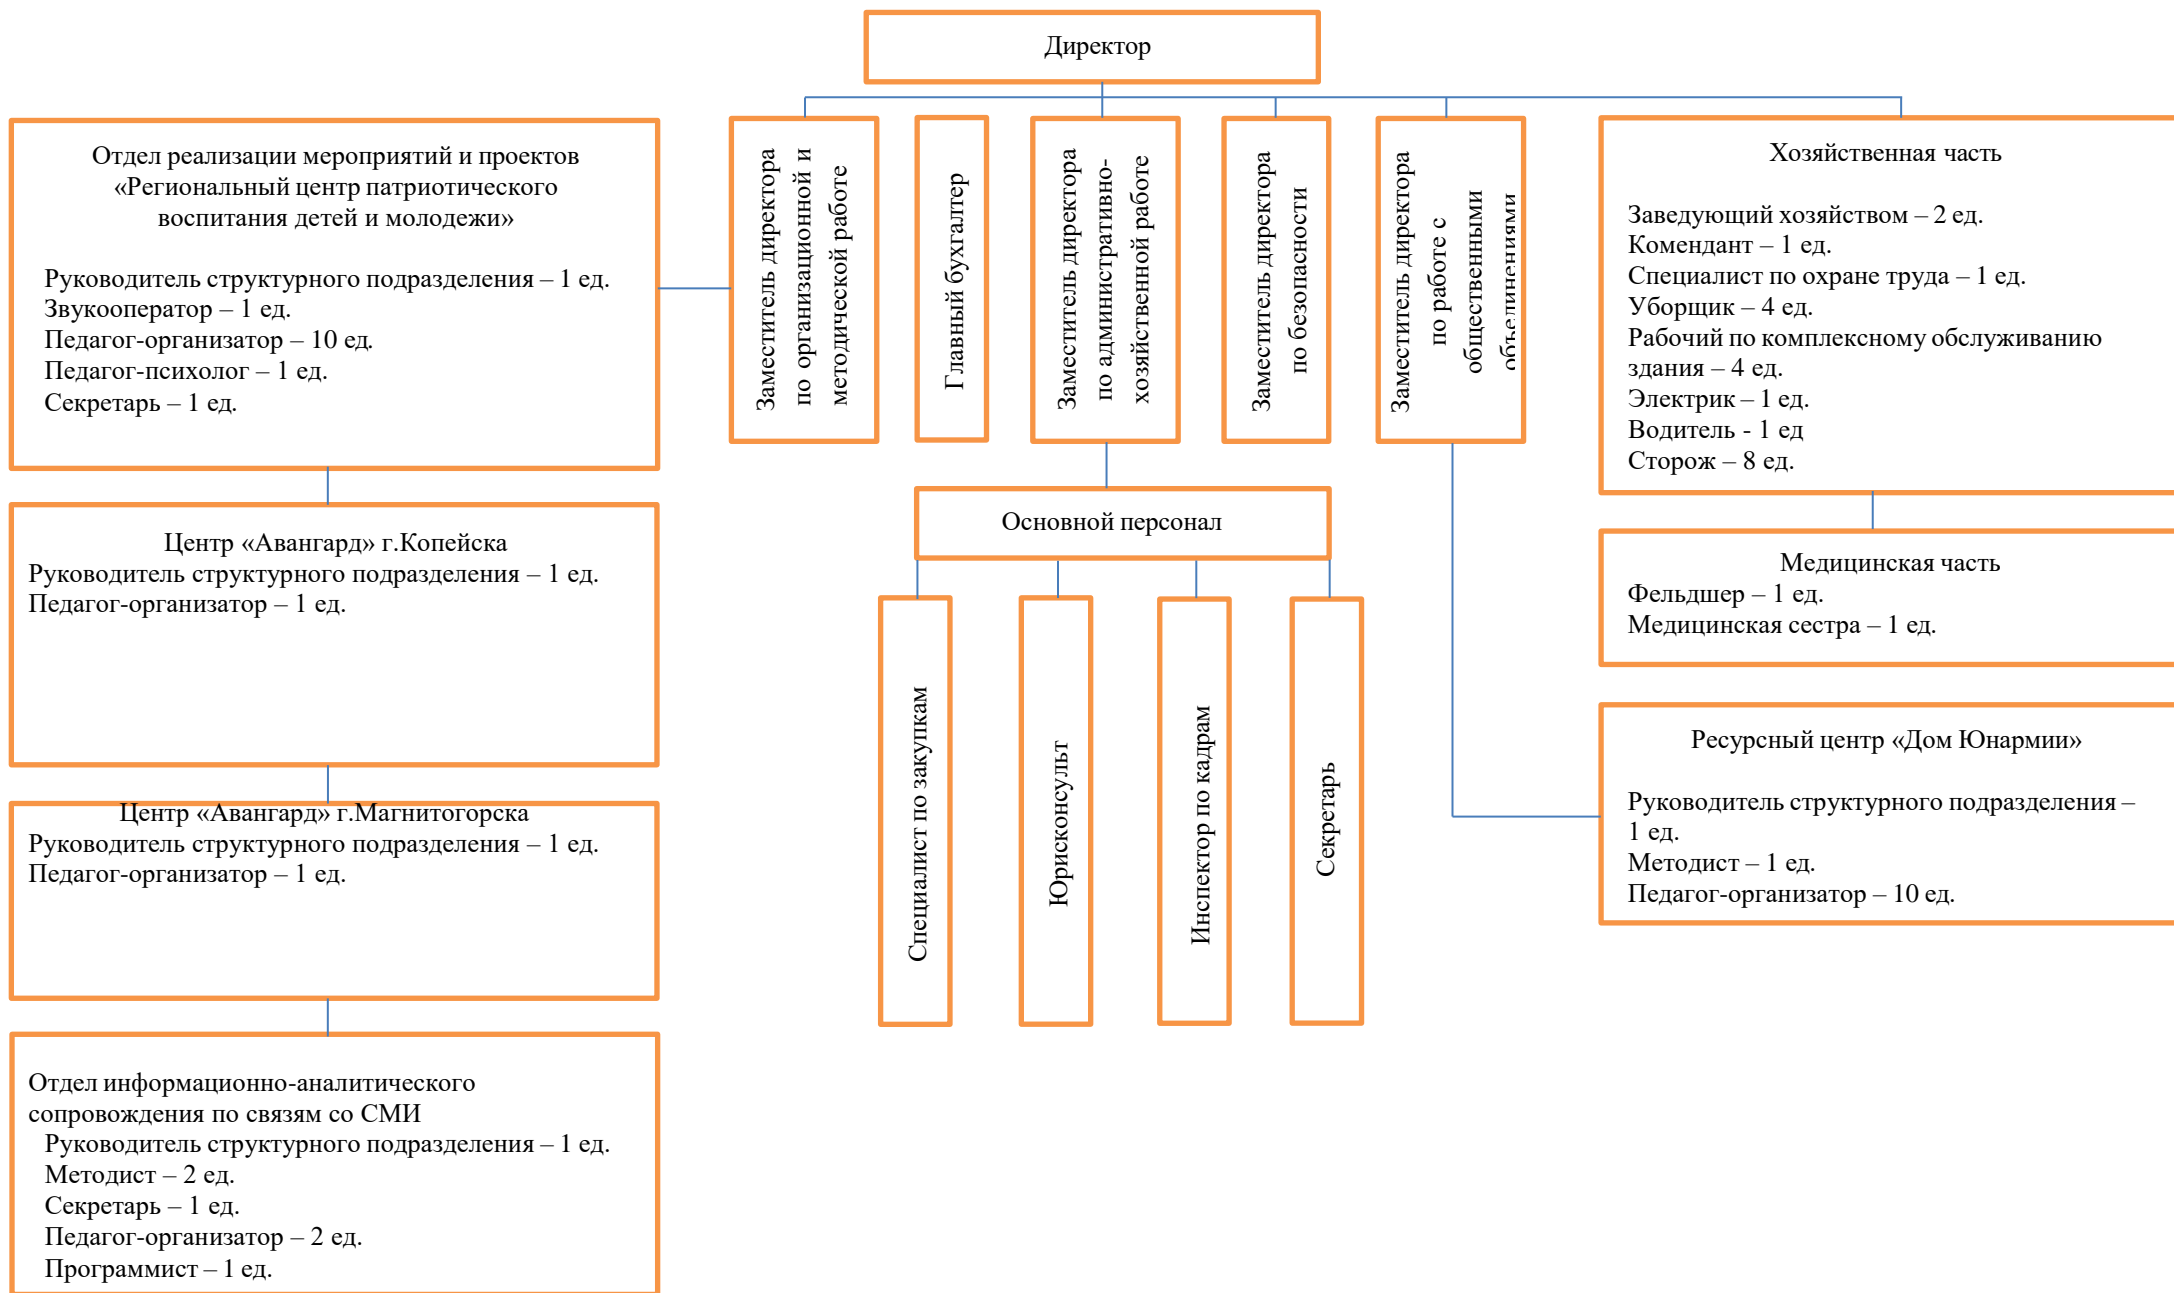 Директор
Отдел реализации мероприятий и проектов
«Региональный центр патриотического
воспитания детей и молодежи»
Руководитель структурного подразделения – 1 ед.
Звукооператор – 1 ед.
Педагог-организатор – 10 ед.
Педагог-психолог – 1 ед.
Секретарь – 1 ед.
Заместитель директора
по организационной и
методической работе
Главный бухгалтер
Заместитель директора
по административно-
хозяйственной работе
Заместитель директора
по безопасности
Заместитель директора
по работе с
общественными
объединениями
Хозяйственная часть
Заведующий хозяйством – 2 ед.
Комендант – 1 ед.
Специалист по охране труда – 1 ед.
Уборщик – 4 ед.
Рабочий по комплексному обслуживанию
здания – 4 ед.
Электрик – 1 ед.
Водитель - 1 ед
Сторож – 8 ед.
Центр «Авангард» г.Копейска
Руководитель структурного подразделения – 1 ед.
Педагог-организатор – 1 ед.
Основной персонал
Медицинская часть
Фельдшер – 1 ед.
Медицинская сестра – 1 ед.
Специалист по закупкам
Юрисконсульт
Инспектор по кадрам
Секретарь
Ресурсный центр «Дом Юнармии»
Руководитель структурного подразделения –
1 ед.
Методист – 1 ед.
Педагог-организатор – 10 ед.
Центр «Авангард» г.Магнитогорска
Руководитель структурного подразделения – 1 ед.
Педагог-организатор – 1 ед.
Отдел информационно-аналитического
сопровождения по связям со СМИ
Руководитель структурного подразделения – 1 ед.
Методист – 2 ед.
Секретарь – 1 ед.
Педагог-организатор – 2 ед.
Программист – 1 ед.